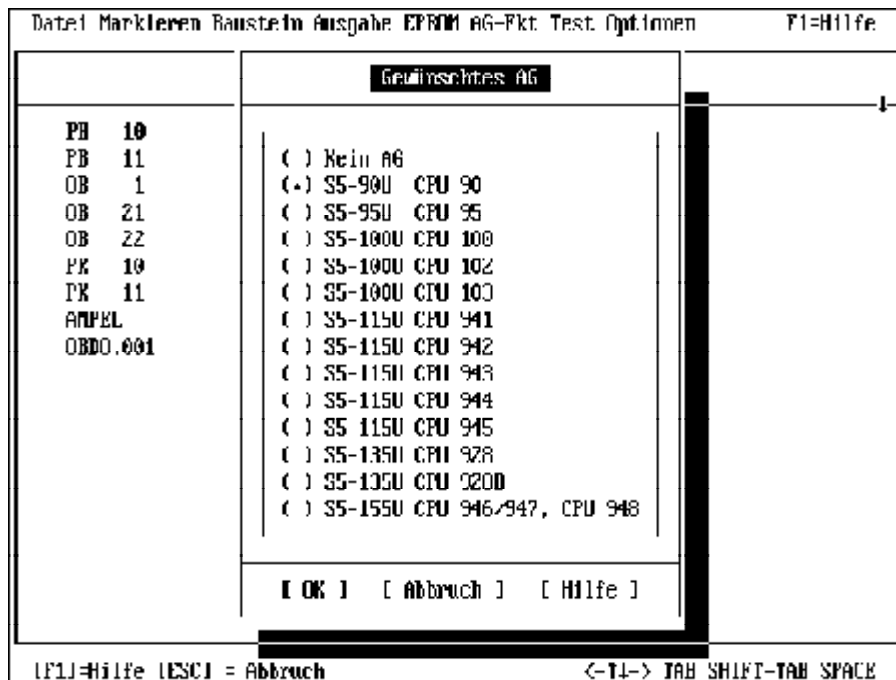 Datei Markieren Baustein Ausgabe EPROM AG-Fkt Test Optionen F1=Hilfe
Gewünschtes AG
PB 10
PB 11
OB 1
OB 21
OB 22
PK 10
PK 11
AMPEL
OBDO.001
( ) Kein AG
(•) S5-90U CPU 90
( ) S5-95U CPU 95
( ) S5-100U CPU 100
( ) S5-100U CPU 102
( ) S5-100U CPU 103
( ) S5-115U CPU 941
( ) S5-115U CPU 942
( ) S5-115U CPU 943
( ) S5-115U CPU 944
( ) S5-115U CPU 945
( ) S5-135U CPU 928
( ) S5-135U CPU 928B
( ) S5-155U CPU 946/947, CPU 948
[ OK ] [ Abbruch ] [ Hilfe ]
[F1]=Hilfe [ESC] = Abbruch <-↑↓-> TAB SHIFT-TAB SPACE